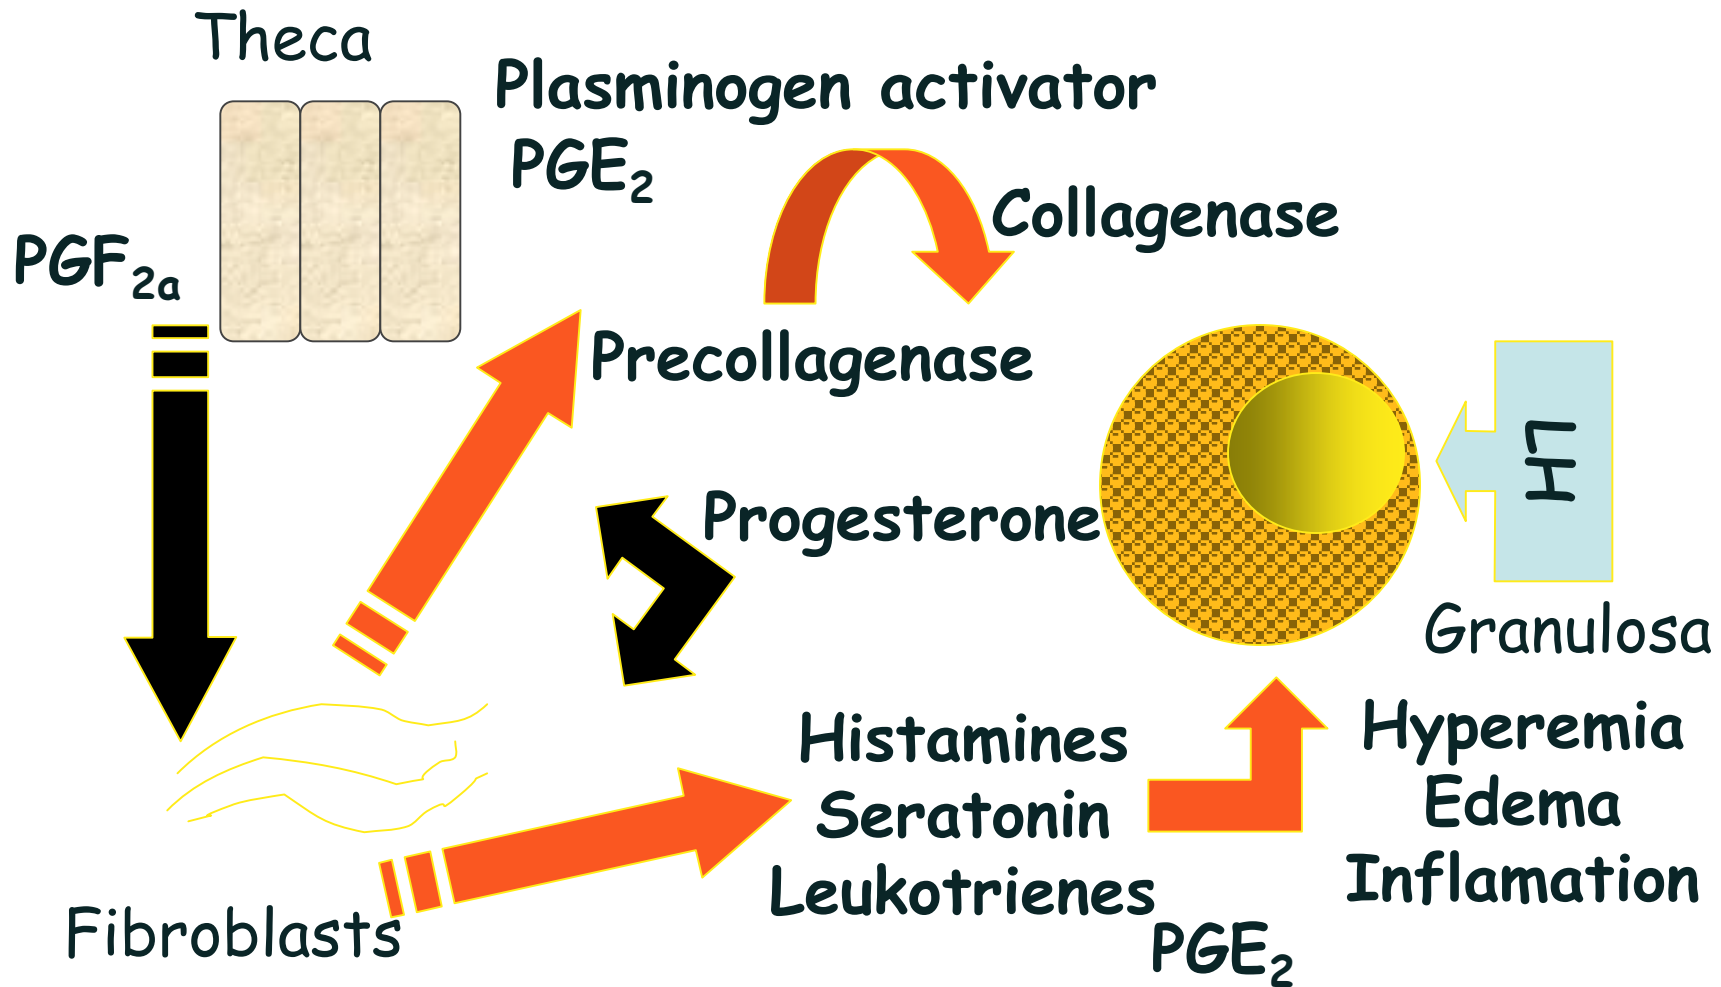 Theca
Plasminogen activator
PGE2
Collagenase
PGF2a
Precollagenase
LH
Progesterone
Granulosa
Histamines
Seratonin
Leukotrienes
PGE2
Hyperemia
Edema
Inflamation
Fibroblasts